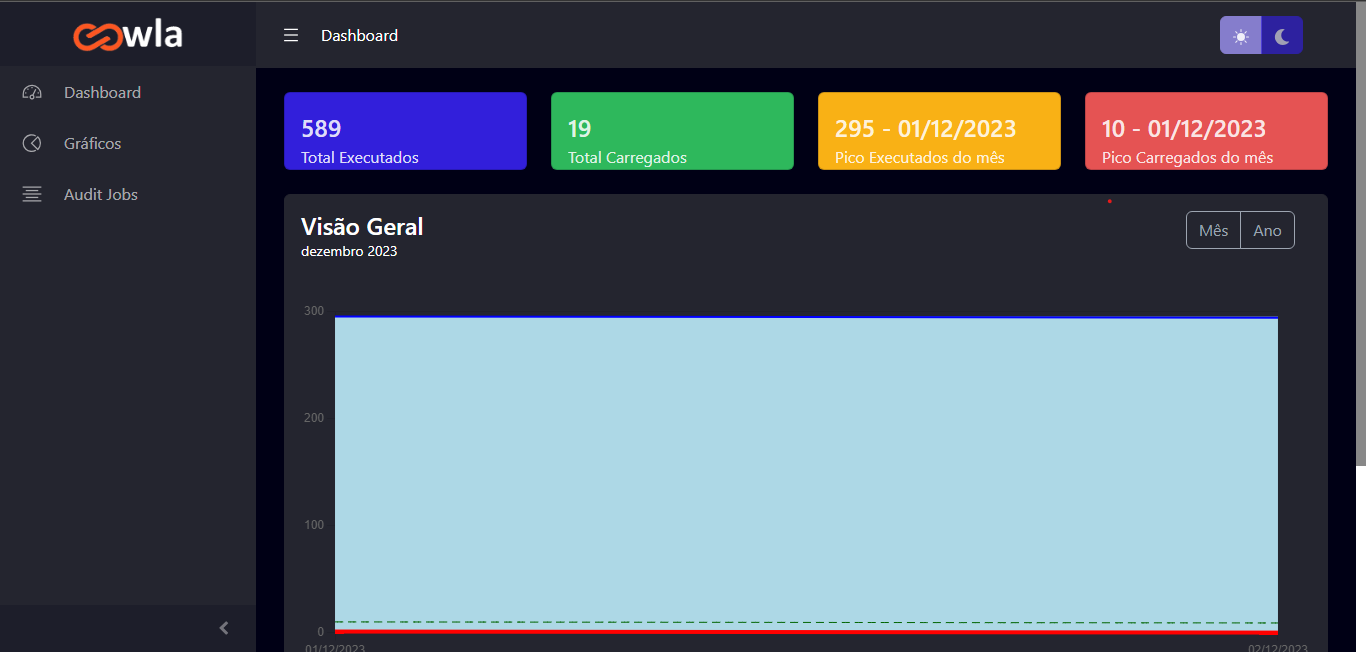 wla
Dashboard
Dashboard
Gráficos
Audit Jobs
589
Total Executados
19
Total Carregados
295 - 01/12/2023
Pico Executados do mês
10 - 01/12/2023
Pico Carregados do mês
Visão Geral
dezembro 2023
Mês
Ano
300
200
100
0
01/12/2023
02/12/2023